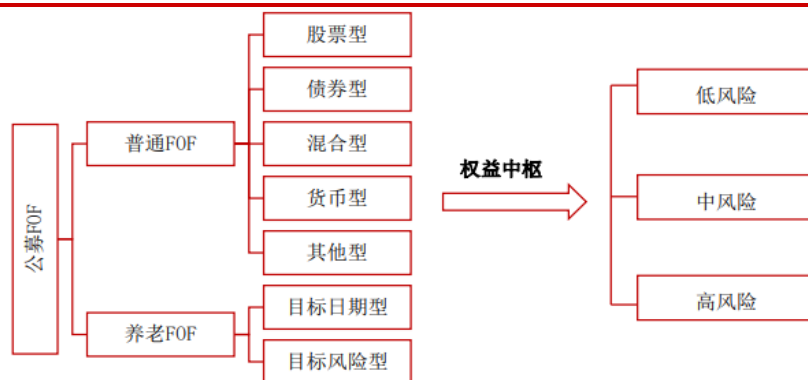 公募FOF
普通FOF
股票型
债券型
混合型
货币型
其他型
养老FOF
目标日期型
目标风险型
权益中枢
低风险
中风险
高风险